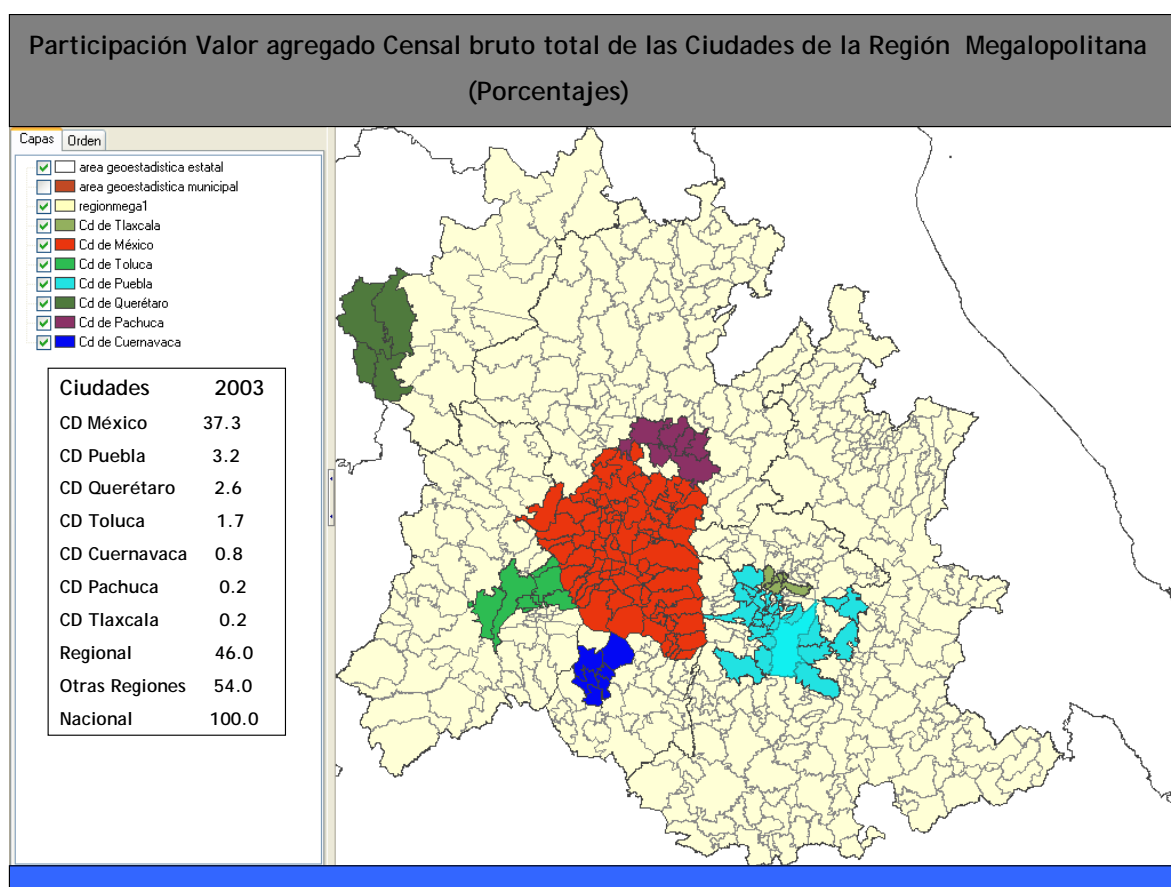 Participación Valor agregado Censal bruto total de las Ciudades de la Región Megalopolitana
(Porcentajes)
Capas Orden
area geoestadistica estatal
area geoestadistica municipal
regionmega1
Cd de Tlaxcala
Cd de México
Cd de Toluca
Cd de Puebla
Cd de Querétaro
Cd de Pachuca
Cd de Cuernavaca
Ciudades 2003
CD México 37.3
CD Puebla 3.2
CD Querétaro 2.6
CD Toluca 1.7
CD Cuernavaca 0.8
CD Pachuca 0.2
CD Tlaxcala 0.2
Regional 46.0
Otras Regiones 54.0
Nacional 100.0